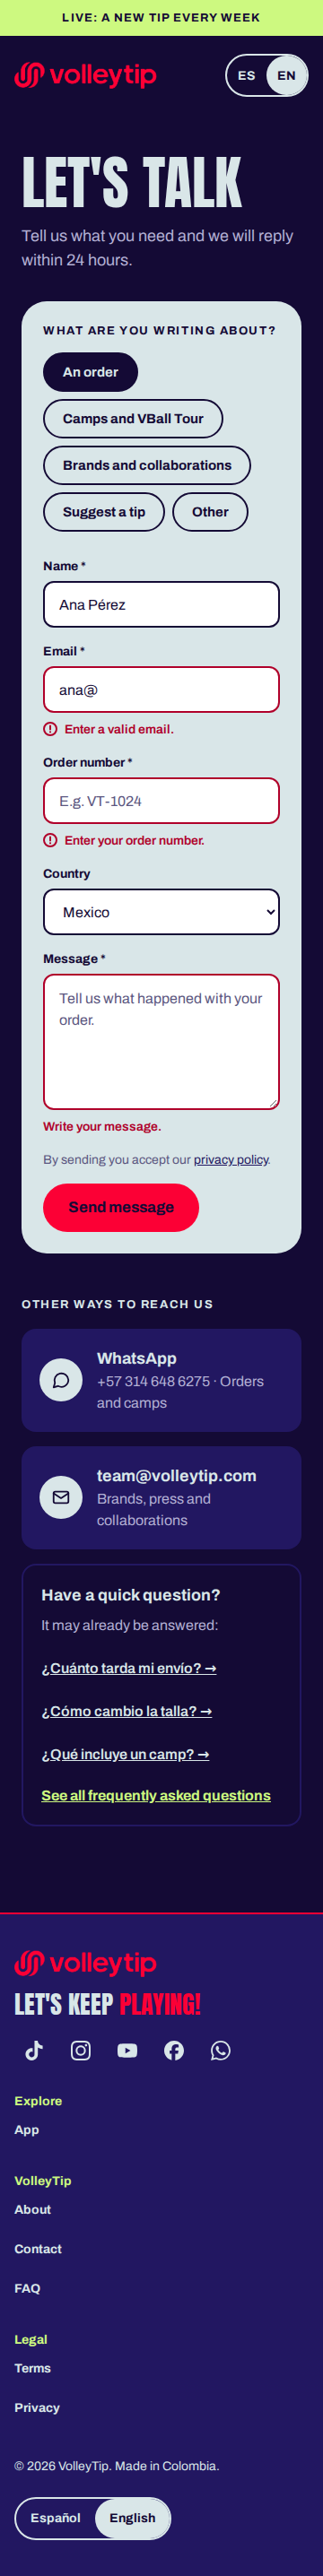 LIVE: A NEW TIP EVERY WEEK
volleytip
ES EN
LET'S TALK
Tell us what you need and we will reply
within 24 hours.
WHAT ARE YOU WRITING ABOUT?
An order
Camps and VBall Tour
Brands and collaborations
Suggest a tip Other
Name *
Ana Pérez
Email *
ana@
Enter a valid email.
Order number *
E.g. VT-1024
Enter your order number.
Country
Mexico
Message *
Tell us what happened with your
order.
Write your message.
By sending you accept our privacy policy.
Send message
OTHER WAYS TO REACH US
WhatsApp
+57 314 648 6275 · Orders
and camps
team@volleytip.com
Brands, press and
collaborations
Have a quick question?
It may already be answered:
¿Cuánto tarda mi envío? →
¿Cómo cambio la talla? →
¿Qué incluye un camp? →
See all frequently asked questions
volleytip
LET'S KEEP PLAYING!
Explore
App
VolleyTip
About
Contact
FAQ
Legal
Terms
Privacy
© 2026 VolleyTip. Made in Colombia.
Español English